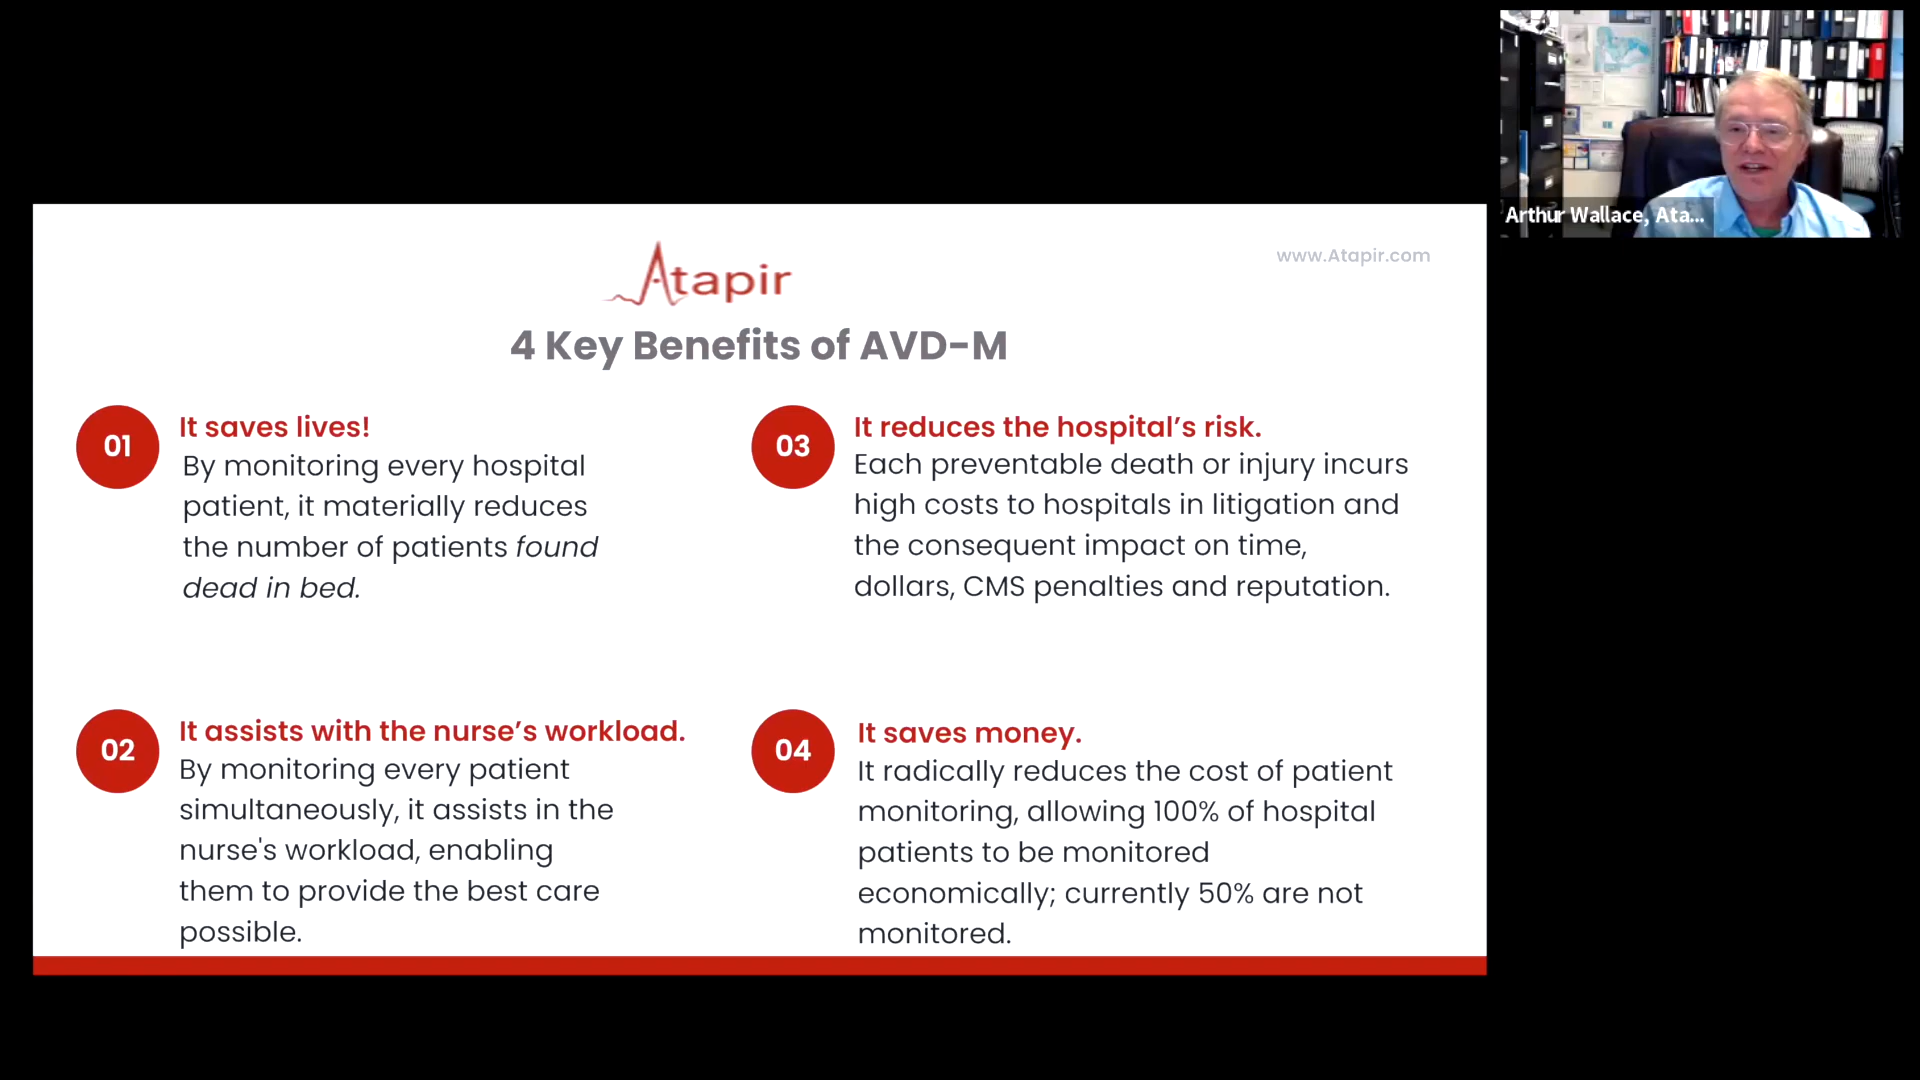 Arthur Wallace, Ata...
www.Atapir.com
Atapir
4 Key Benefits of AVD-M
01
It saves lives!
By monitoring every hospital
patient, it materially reduces
the number of patients found
dead in bed.
02
It assists with the nurse’s workload.
By monitoring every patient
simultaneously, it assists in the
nurse's workload, enabling
them to provide the best care
possible.
03
It reduces the hospital’s risk.
Each preventable death or injury incurs
high costs to hospitals in litigation and
the consequent impact on time,
dollars, CMS penalties and reputation.
04
It saves money.
It radically reduces the cost of patient
monitoring, allowing 100% of hospital
patients to be monitored
economically; currently 50% are not
monitored.